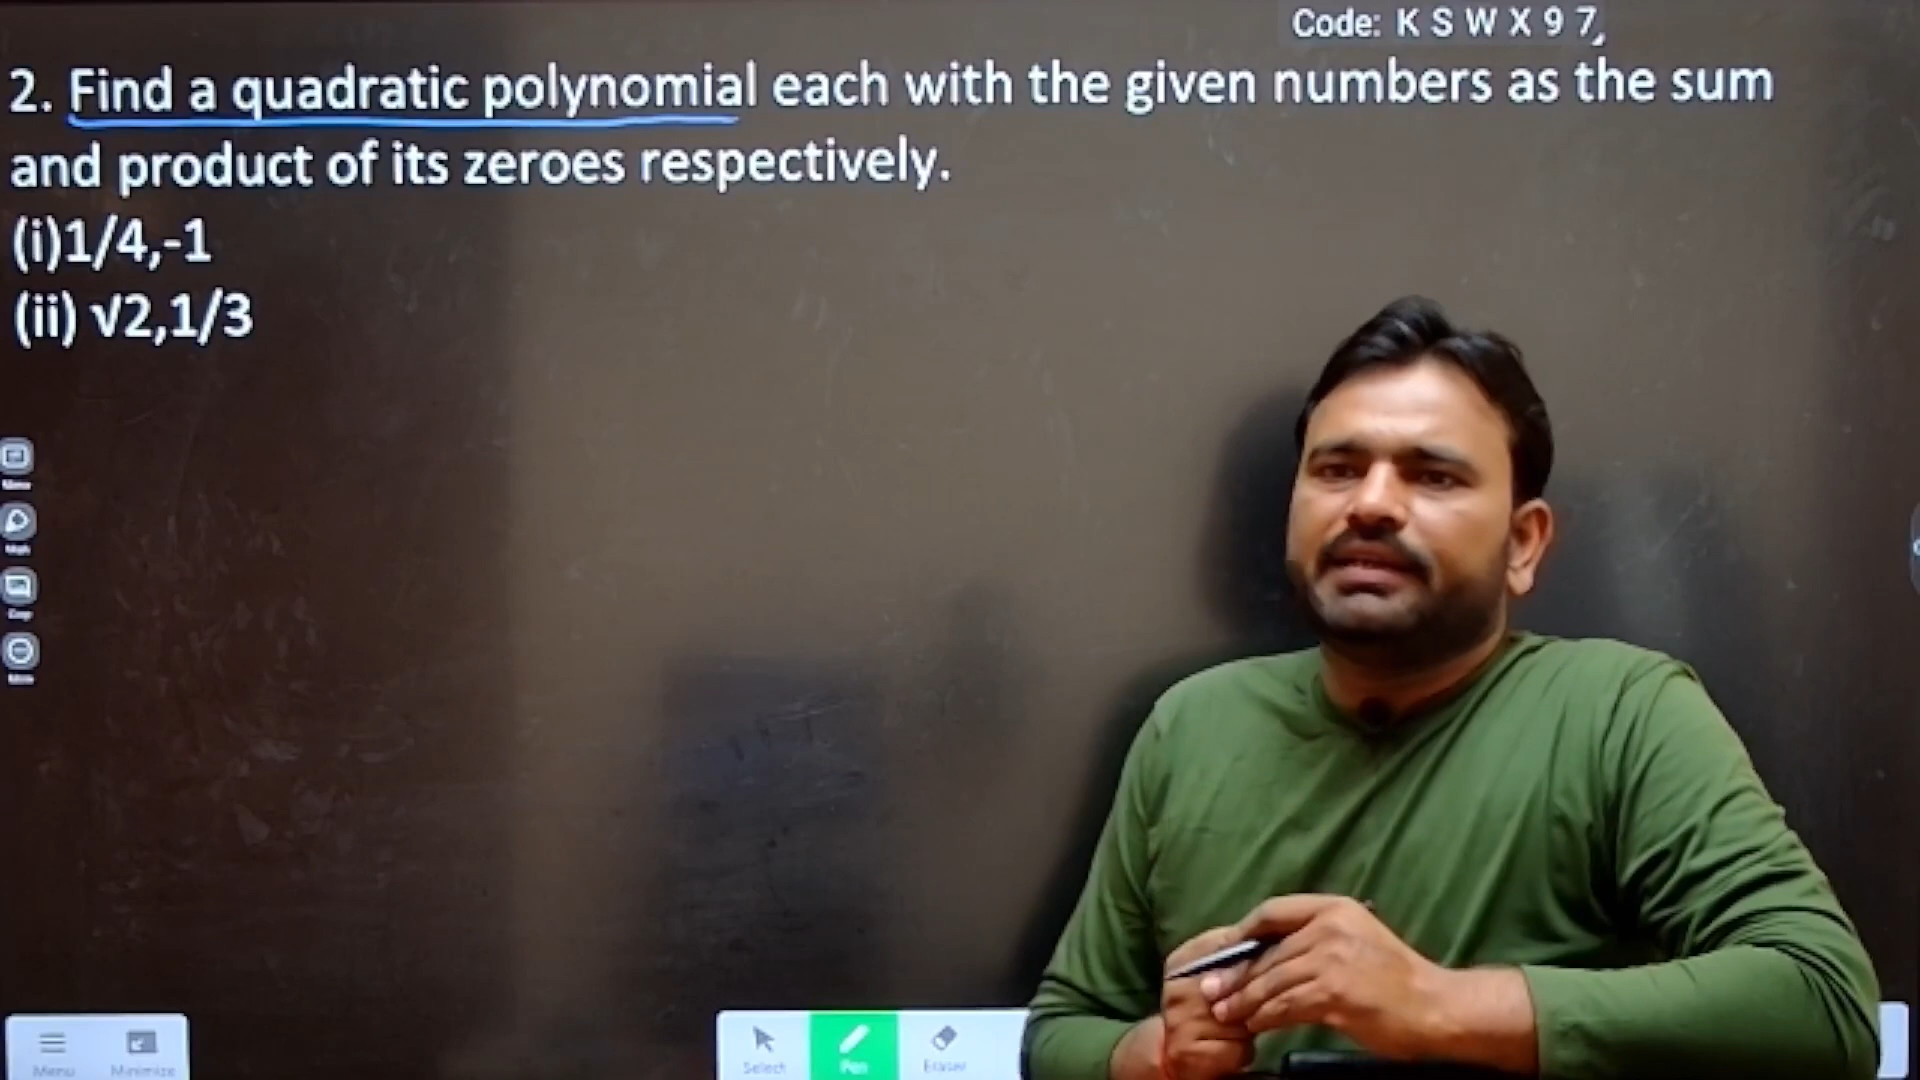 Code: K S W X 9 7
2. Find a quadratic polynomial each with the given numbers as the sum
and product of its zeroes respectively.
(i)1/4,-1
(ii) √2,1/3
More
Menu
Minimize
Select
Pen
Eraser